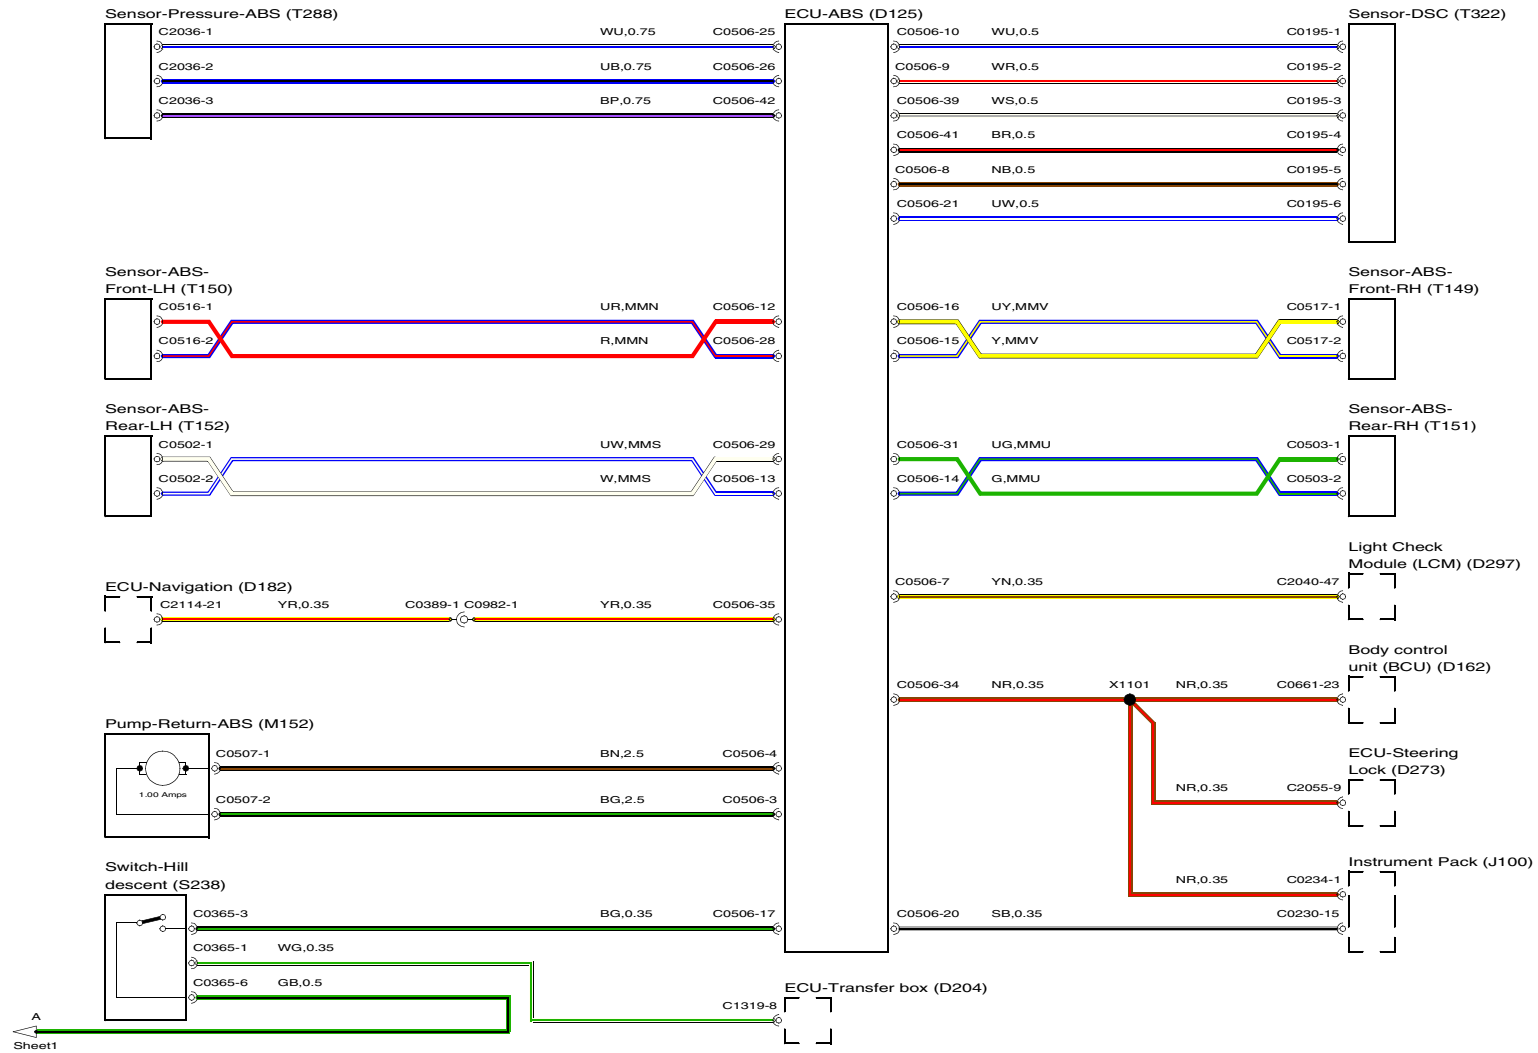 Sensor-Pressure-ABS (T288)
ECU-ABS (D125)
Sensor-DSC (T322)
C2036-1 WU,0.75 C0506-25
C0506-10 WU,0.5 C0195-1
C2036-2 UB,0.75 C0506-26
C0506-9 WR,0.5 C0195-2
C2036-3 BP,0.75 C0506-42
C0506-39 WS,0.5 C0195-3
C0506-41 BR,0.5 C0195-4
C0506-8 NB,0.5 C0195-5
C0506-21 UW,0.5 C0195-6
Sensor-ABS-
Front-LH (T150)
Sensor-ABS-
Front-RH (T149)
C0516-1 UR,MMN C0506-12
C0506-16 UY,MMV C0517-1
C0516-2 R,MMN C0506-28
C0506-15 Y,MMV C0517-2
Sensor-ABS-
Rear-LH (T152)
Sensor-ABS-
Rear-RH (T151)
C0502-1 UW,MMS C0506-29
C0506-31 UG,MMU C0503-1
C0502-2 W,MMS C0506-13
C0506-14 G,MMU C0503-2
Light Check
Module (LCM) (D297)
C0506-7 YN,0.35 C2040-47
ECU-Navigation (D182)
C2114-21 YR,0.35 C0389-1 C0982-1 YR,0.35 C0506-35
Body control
unit (BCU) (D162)
C0506-34 NR,0.35 X1101 NR,0.35 C0661-23
Pump-Return-ABS (M152)
C0507-1 BN,2.5 C0506-4
1.00 Amps
C0507-2 BG,2.5 C0506-3
ECU-Steering
Lock (D273)
NR,0.35 C2055-9
Switch-Hill
descent (S238)
Instrument Pack (J100)
NR,0.35 C0234-1
C0365-3 BG,0.35 C0506-17
C0506-20 SB,0.35 C0230-15
C0365-1 WG,0.35
C0365-6 GB,0.5
ECU-Transfer box (D204)
C1319-8
A
Sheet1